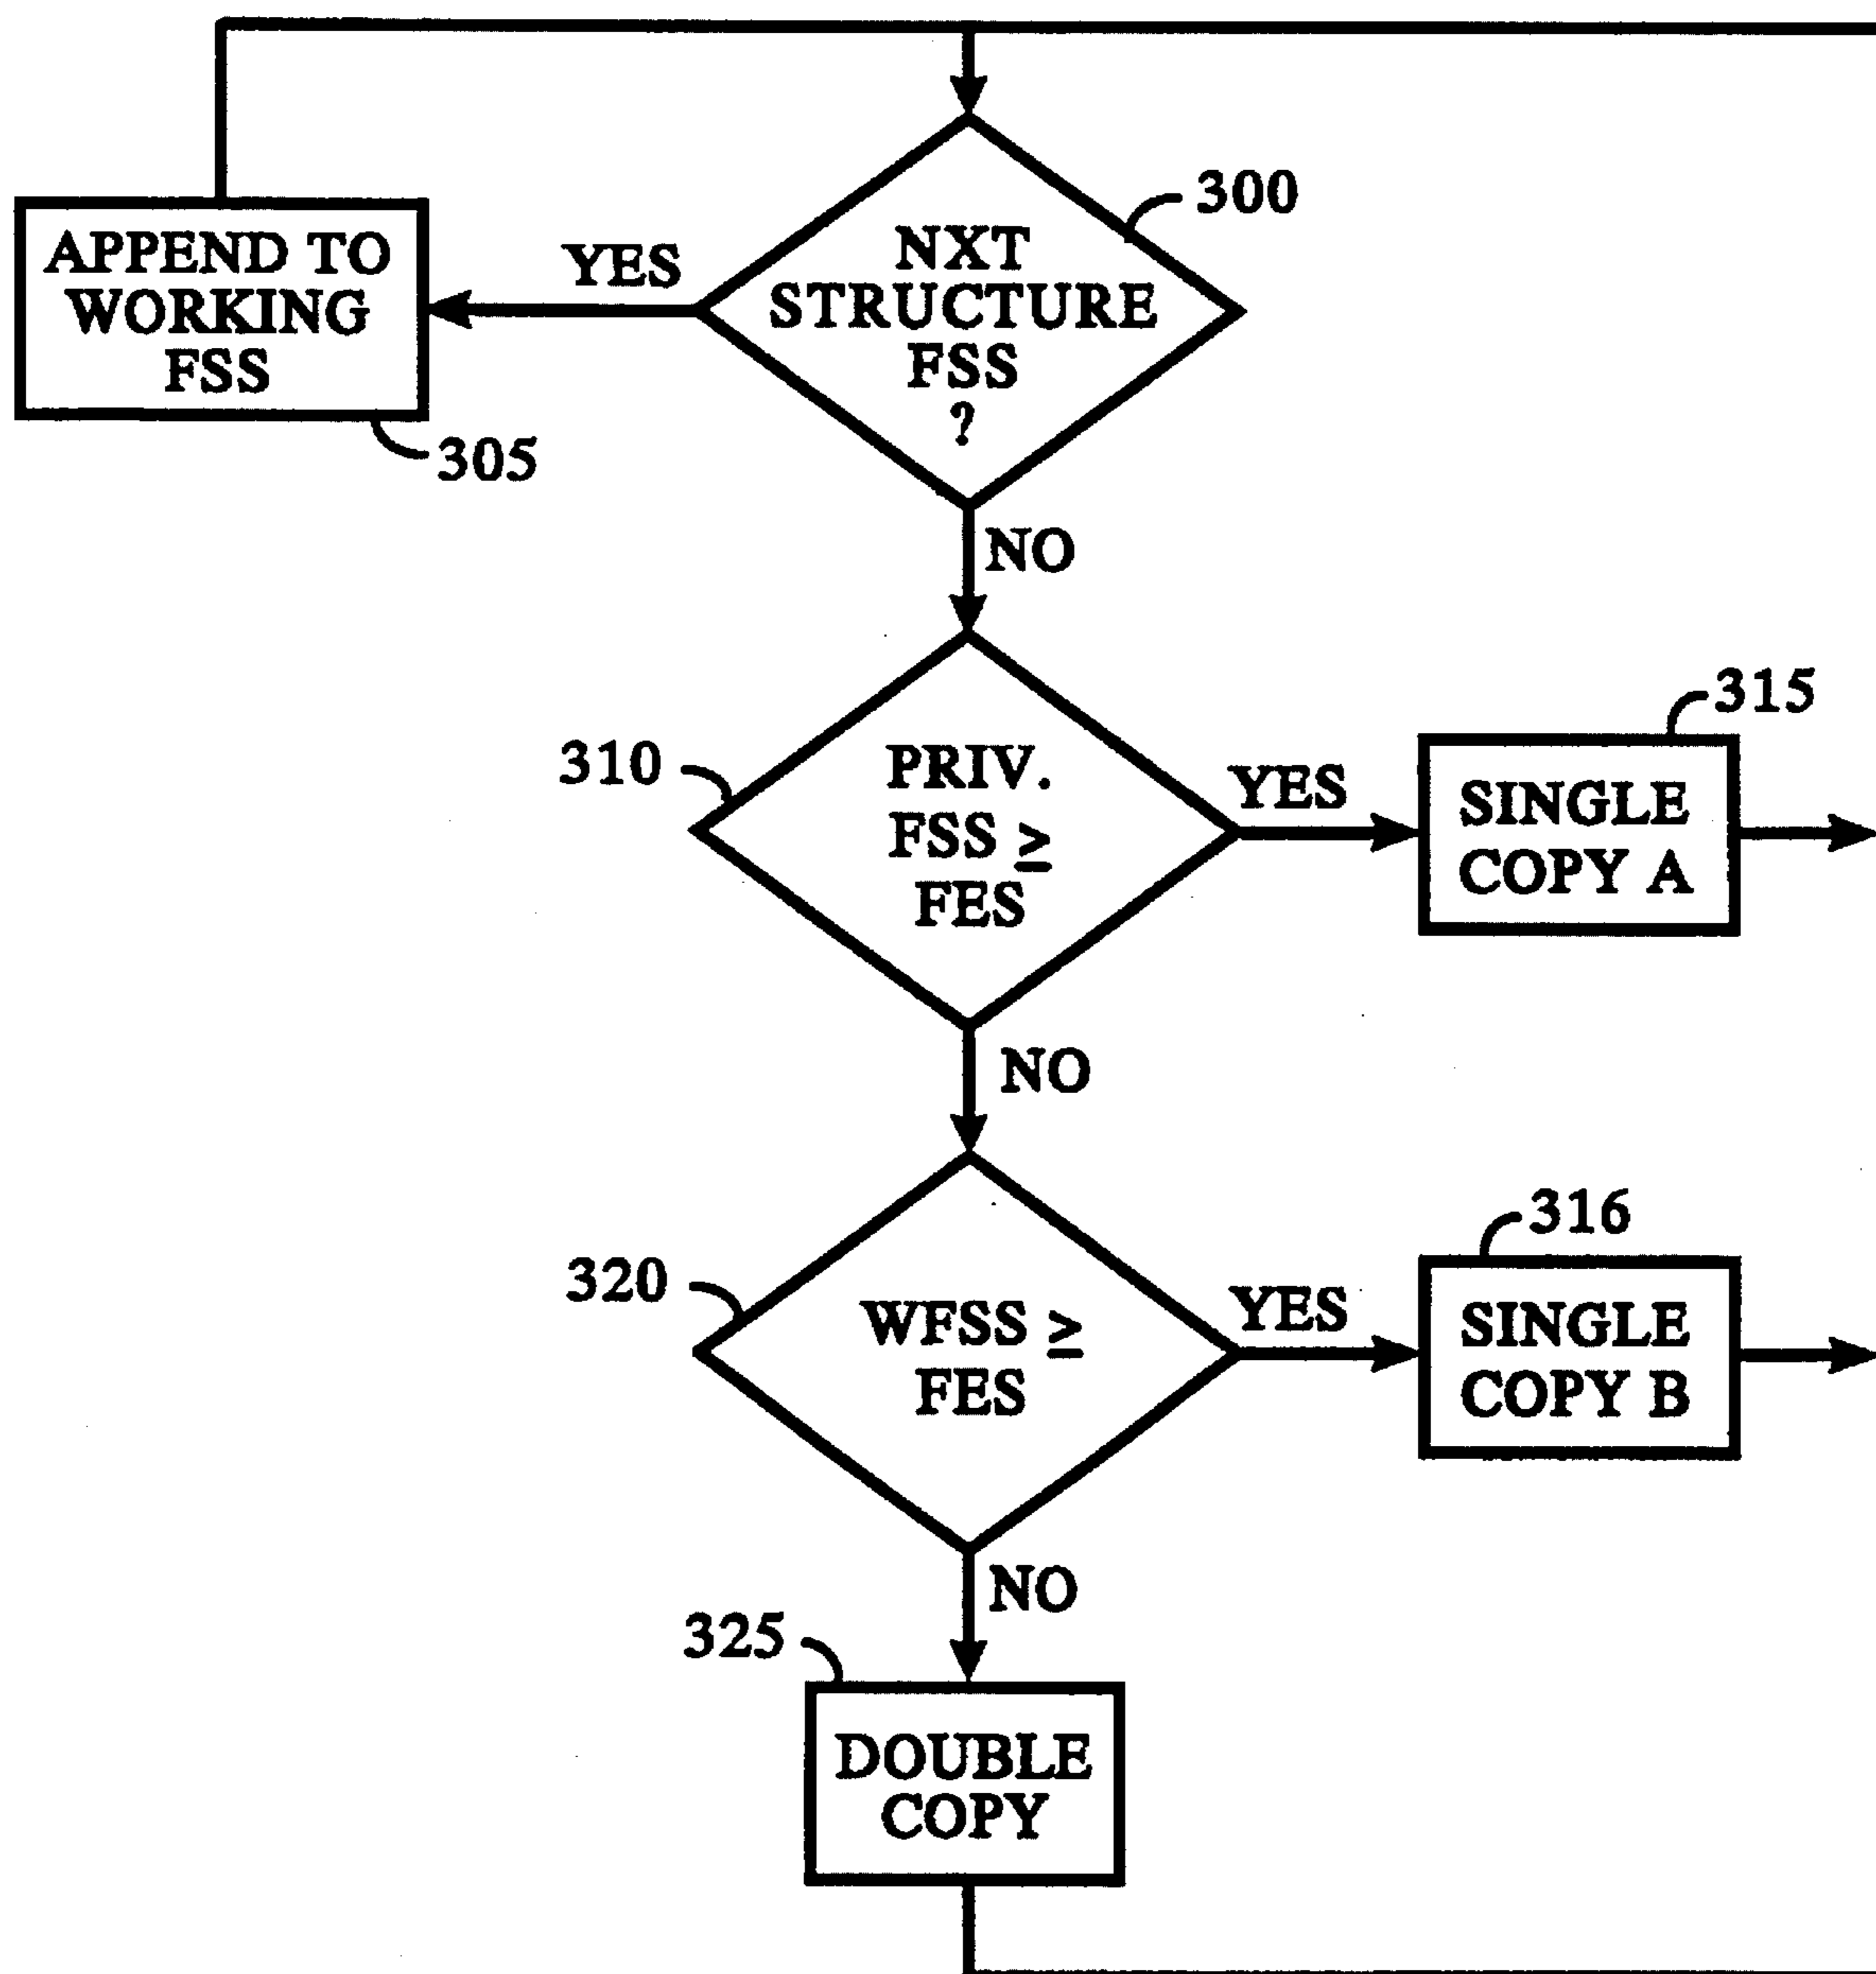 300
NXT
STRUCTURE
FSS
?
YES
APPEND TO
WORKING
FSS
305
NO
310
PRIV.
FSS ≥
FES
YES
315
SINGLE
COPY A
NO
320
WFSS ≥
FES
YES
316
SINGLE
COPY B
NO
325
DOUBLE
COPY